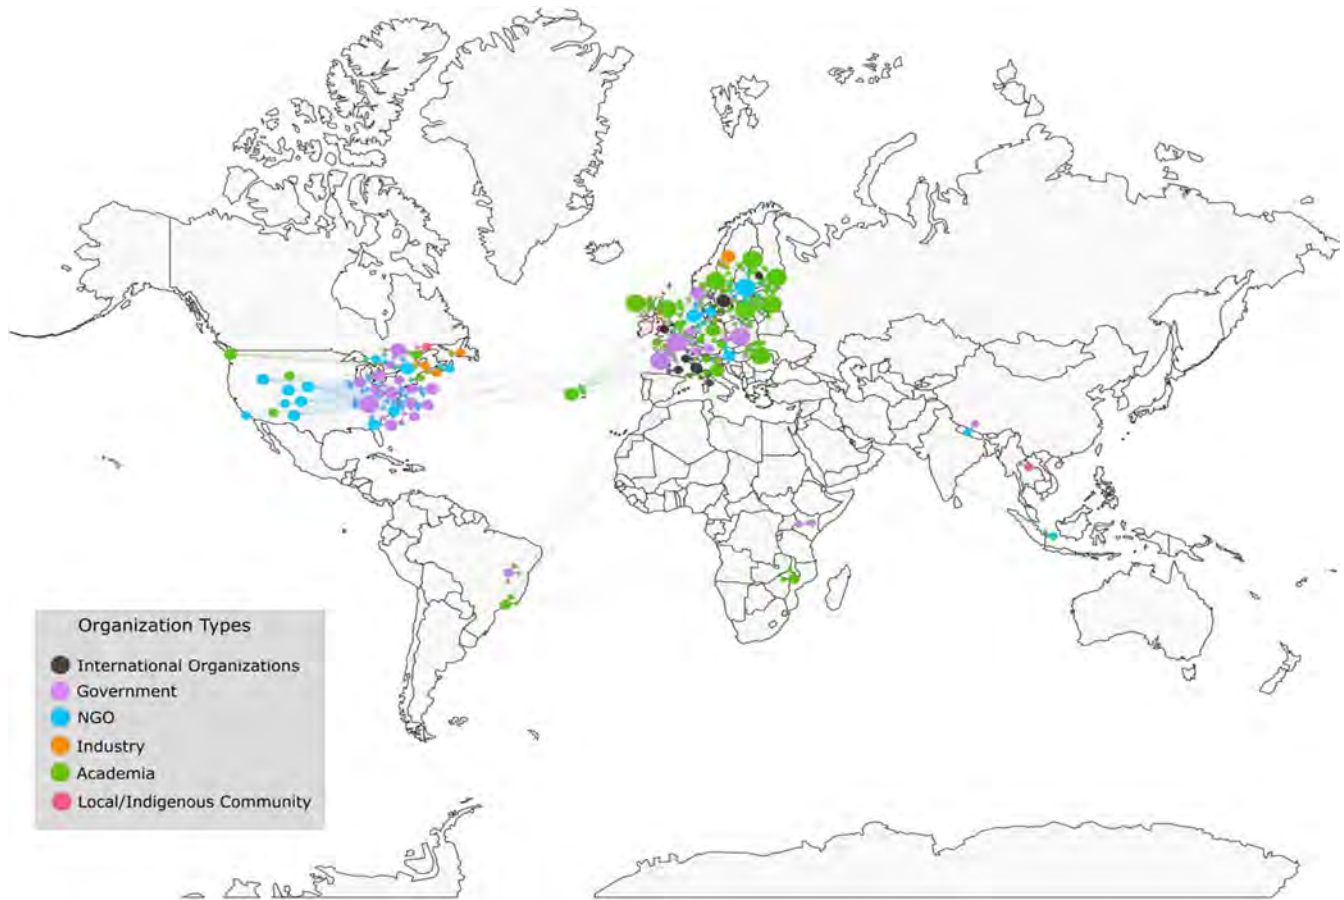 Organization Types
International Organizations
Government
NGO
Industry
Academia
Local/Indigenous Community